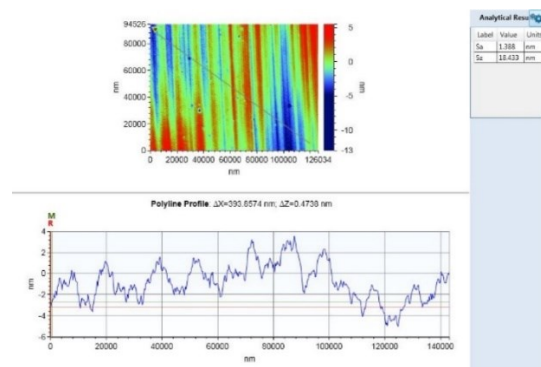 94526
80000
60000
40000
20000
0
nm
0 20000 40000 60000 80000 100000 126034
nm
5
0
-5
-10
-13
nm
Analytical Resu
Label Value Units
Sa 1.388 nm
Sz 18.433 nm
Polyline Profile: ΔX=393.8574 nm; ΔZ=0.4738 nm
M
R
4
2
0
-2
-4
-6
nm
0 20000 40000 60000 80000 100000 120000 140000
nm